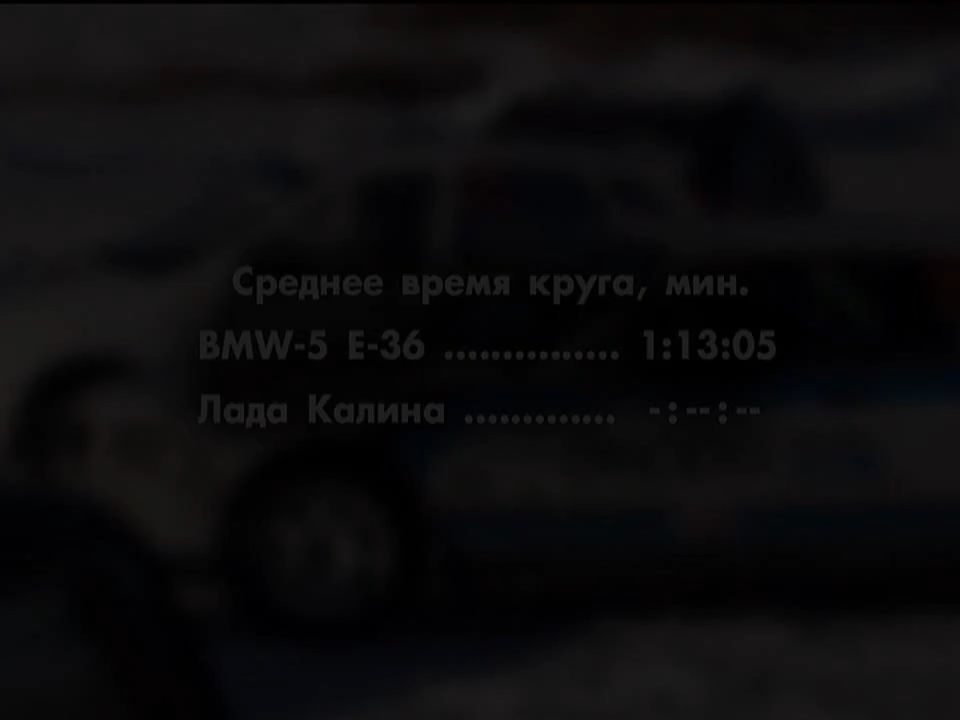 Среднее время круга, мин.
BMW-5 E-36 ............... 1:13:05
Лада Калина ............. -:--:--